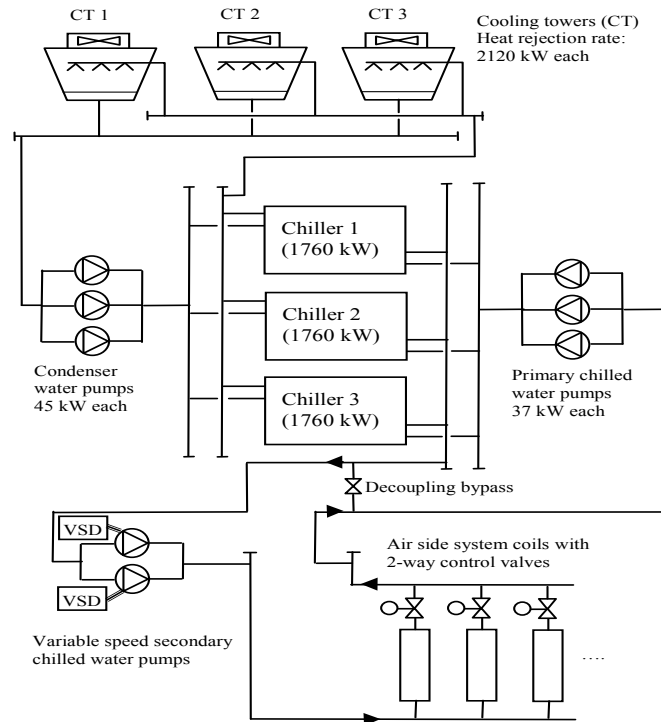 CT 1
CT 2
CT 3
Cooling towers (CT)
Heat rejection rate:
2120 kW each
Chiller 1
(1760 kW)
Chiller 2
(1760 kW)
Chiller 3
(1760 kW)
Condenser
water pumps
45 kW each
Primary chilled
water pumps
37 kW each
Decoupling bypass
VSD
VSD
Air side system coils with
2-way control valves
Variable speed secondary
chilled water pumps
....